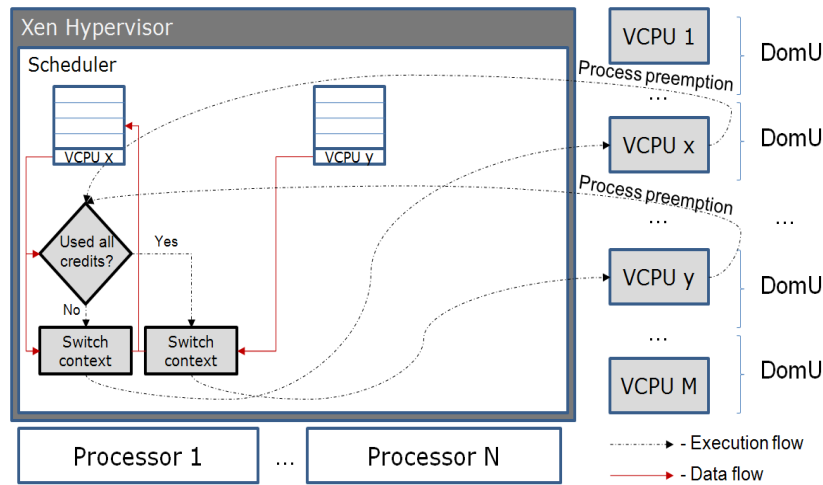 Xen Hypervisor
Scheduler
VCPU x
VCPU y
Used all
credits?
Yes
No
Switch
context
Switch
context
VCPU 1
DomU
Process preemption
...
VCPU x
DomU
Process preemption
...
...
VCPU y
DomU
...
VCPU M
DomU
Processor 1
...
Processor N
- Execution flow
- Data flow